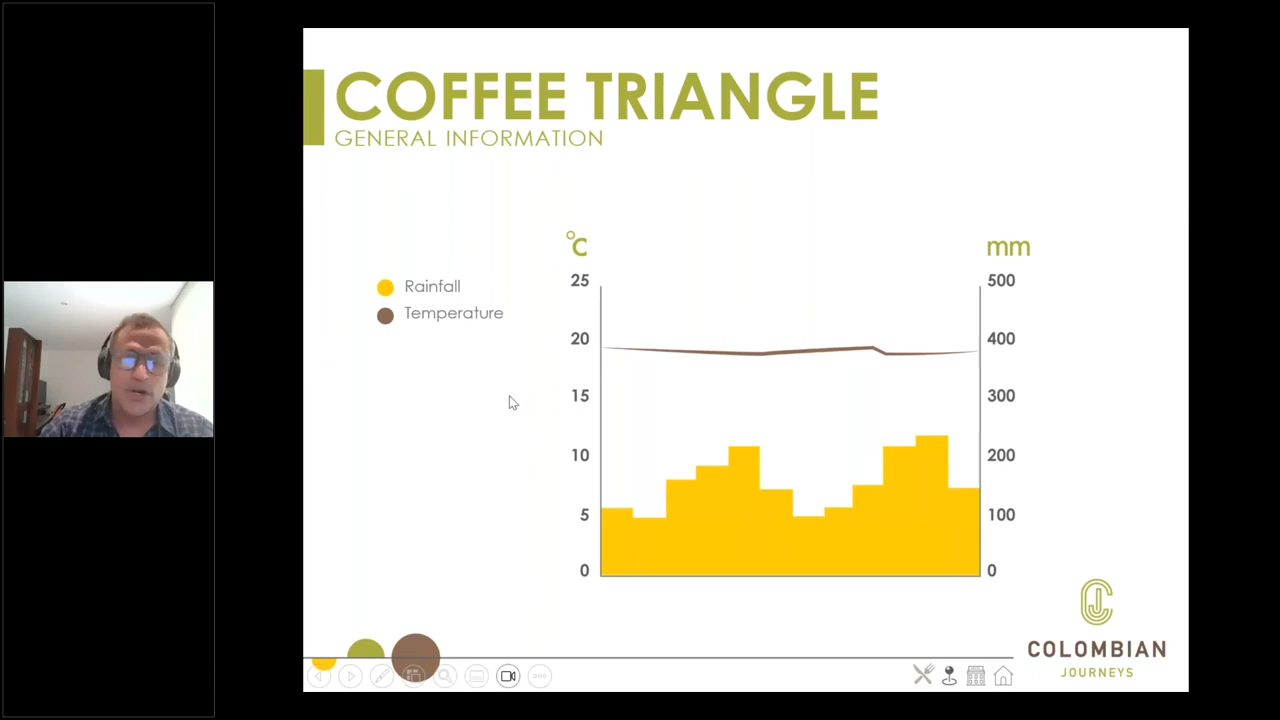 COFFEE TRIANGLE
GENERAL INFORMATION
°C
mm
Rainfall
Temperature
25
20
15
10
5
0
500
400
300
200
100
0
COLOMBIAN
JOURNEYS